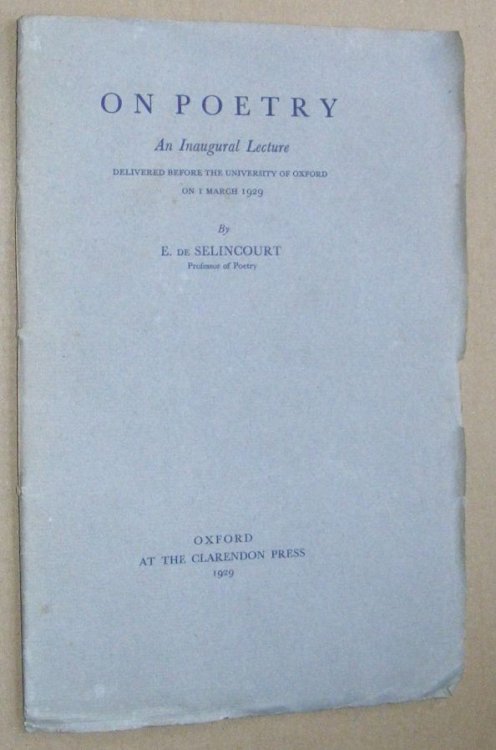 ON POETRY
An Inaugural Lecture
DELIVERED BEFORE THE UNIVERSITY OF OXFORD
ON 1 MARCH 1929
By
E. DE SELINCOURT
Professor of Poetry
OXFORD
AT THE CLARENDON PRESS
1929